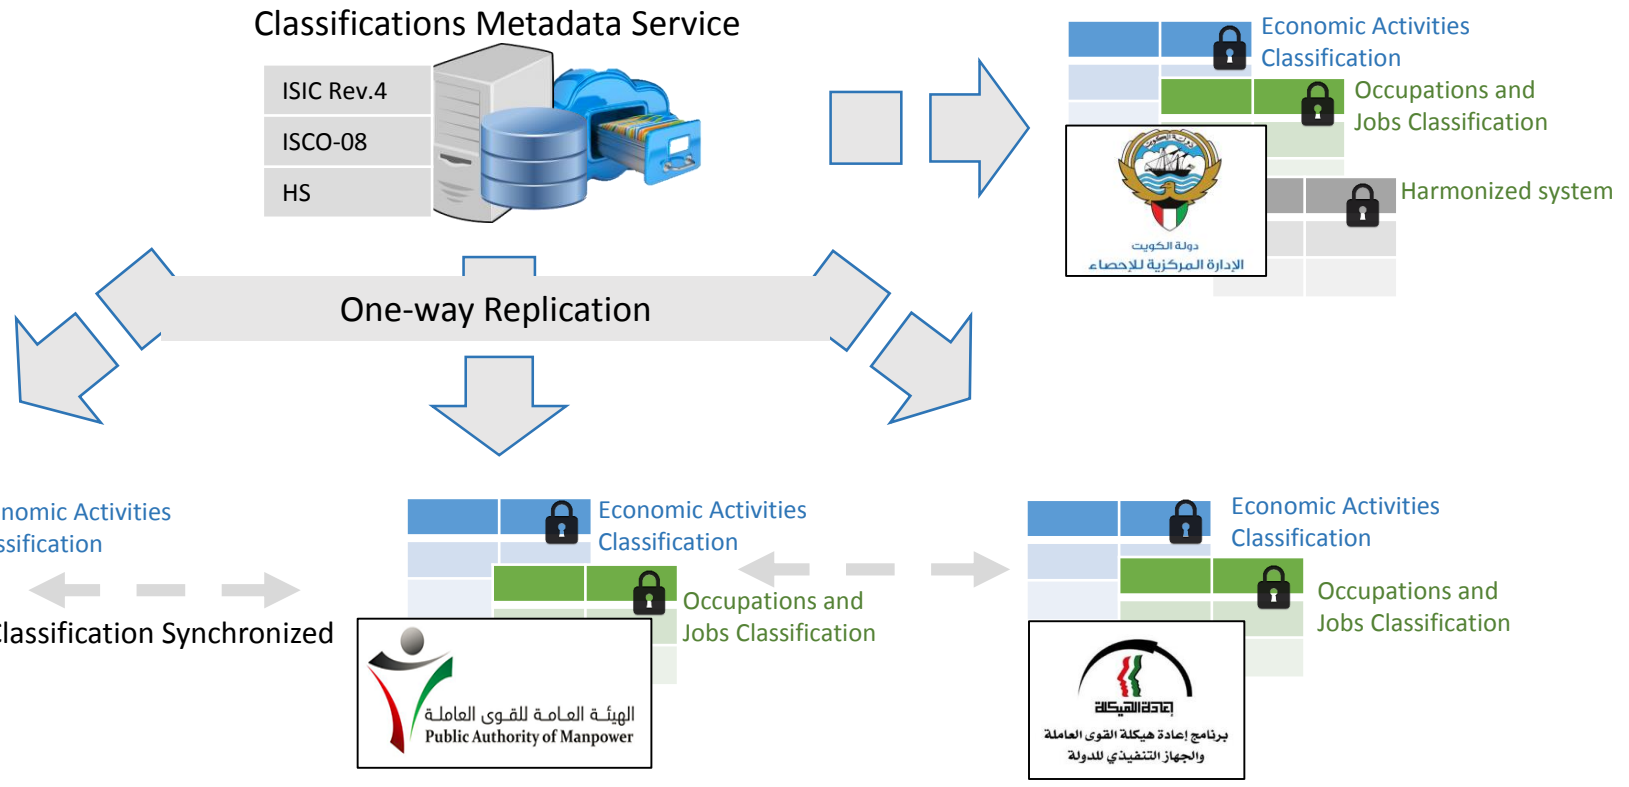 Classifications Metadata Service
ISIC Rev.4
ISCO-08
HS
Economic Activities
Classification
Occupations and
Jobs Classification
Harmonized system
دولة الكويت
الإدارة المركزية للإحصاء
One-way Replication
nomic Activities
ssification
Classification Synchronized
Economic Activities
Classification
Occupations and
Jobs Classification
الهيئة العامة للقوى العاملة
Public Authority of Manpower
Economic Activities
Classification
Occupations and
Jobs Classification
إعادة الهيكلة
برنامج إعادة هيكلة القوى العاملة
والجهاز التنفيذي للدولة